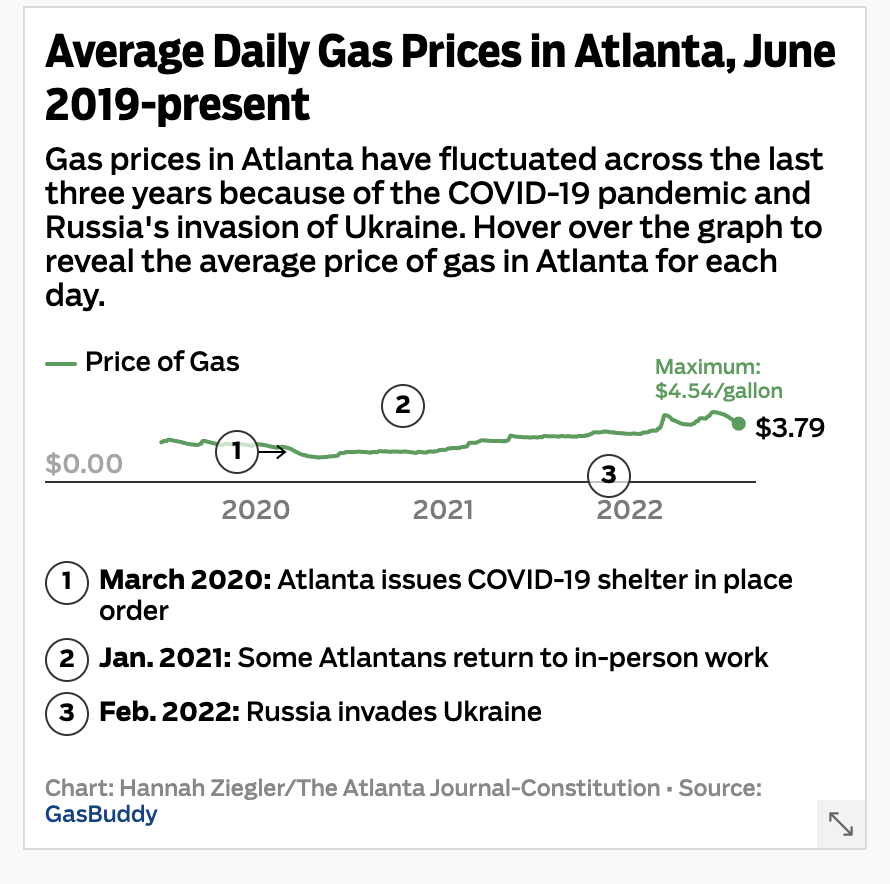 Average Daily Gas Prices in Atlanta, June
2019-present
Gas prices in Atlanta have fluctuated across the last
three years because of the COVID-19 pandemic and
Russia's invasion of Ukraine. Hover over the graph to
reveal the average price of gas in Atlanta for each
day.
Price of Gas
Maximum:
$4.54/gallon
2
$3.79
1
$0.00
3
2020 2021 2022
1 March 2020: Atlanta issues COVID-19 shelter in place
order
2 Jan. 2021: Some Atlantans return to in-person work
3 Feb. 2022: Russia invades Ukraine
Chart: Hannah Ziegler/The Atlanta Journal-Constitution • Source:
GasBuddy